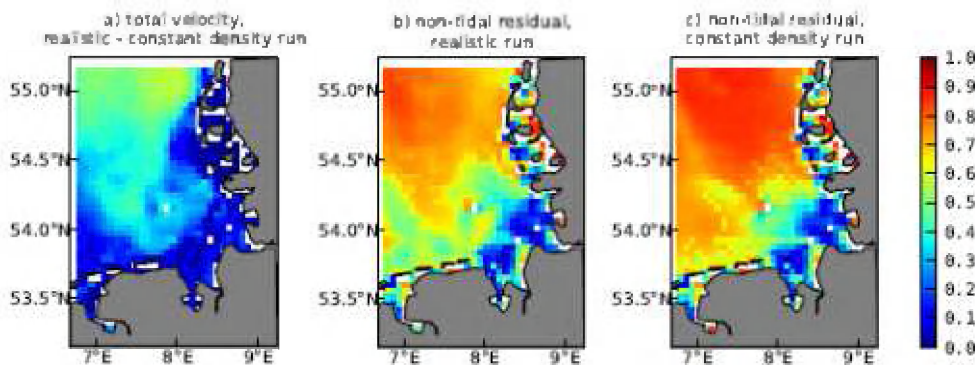 a) total velocity,
realistic - constant density run
b) non-tidal residual,
realistic run
c) non-tidal residual,
constant density run
55.0°N
54.5°N
54.0°N
53.5°N
7°E 8°E 9°E
55.0°N
54.5°N
54.0°N
53.5°N
7°E 8°E 9°E
55.0°N
54.5°N
54.0°N
53.5°N
7°E 8°E 9°E
1.0
0.9
0.8
0.7
0.6
0.5
0.4
0.3
0.2
0.1
0.0